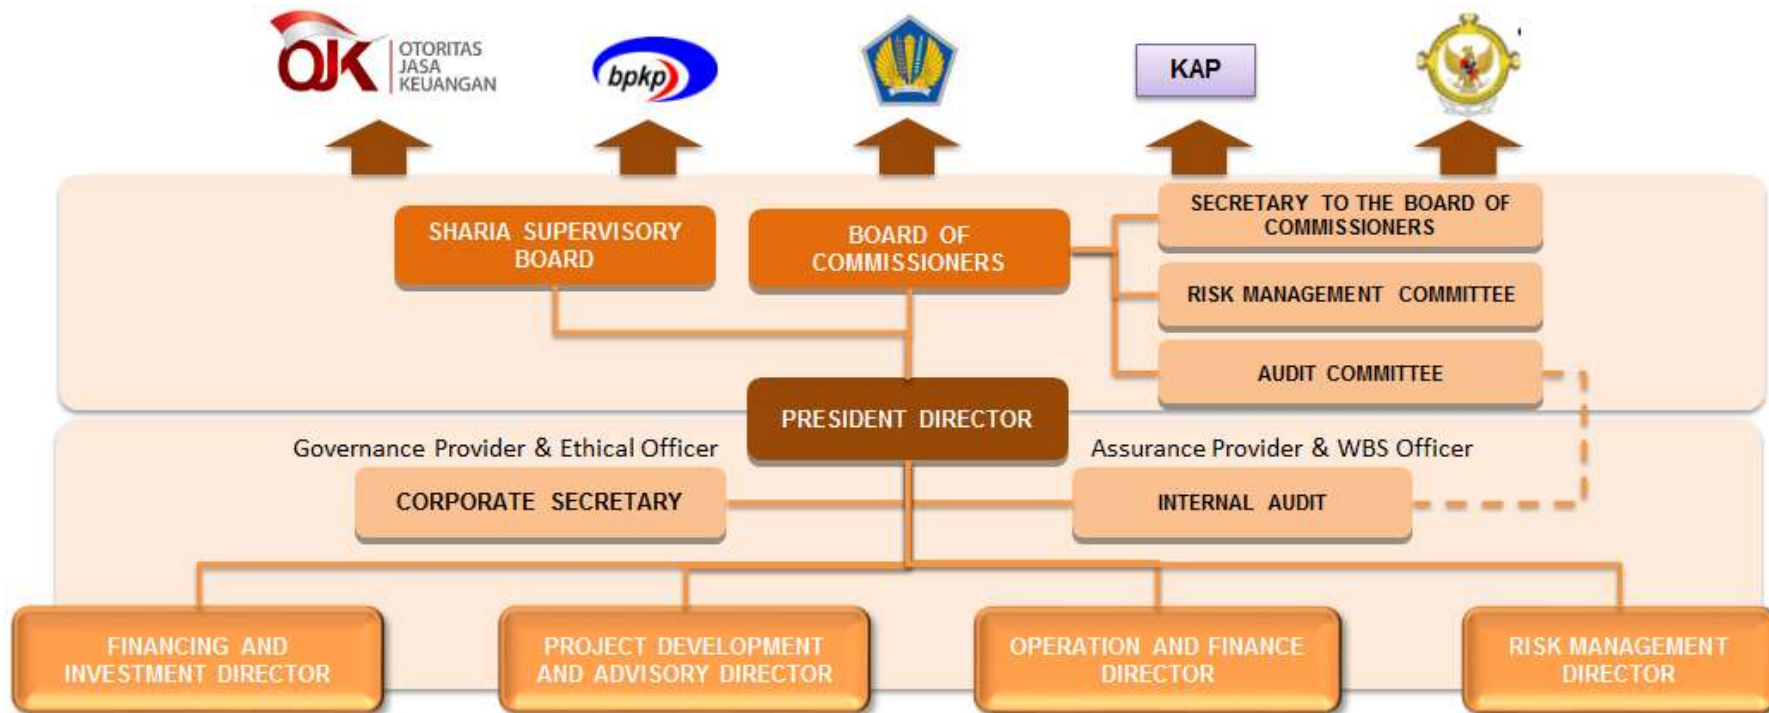 OJK
OTORITAS
JASA
KEUANGAN
bpkp
KAP
SHARIA SUPERVISORY
BOARD
BOARD OF
COMMISSIONERS
SECRETARY TO THE BOARD OF
COMMISSIONERS
RISK MANAGEMENT COMMITTEE
AUDIT COMMITTEE
PRESIDENT DIRECTOR
Governance Provider & Ethical Officer
Assurance Provider & WBS Officer
CORPORATE SECRETARY
INTERNAL AUDIT
FINANCING AND
INVESTMENT DIRECTOR
PROJECT DEVELOPMENT
AND ADVISORY DIRECTOR
OPERATION AND FINANCE
DIRECTOR
RISK MANAGEMENT
DIRECTOR